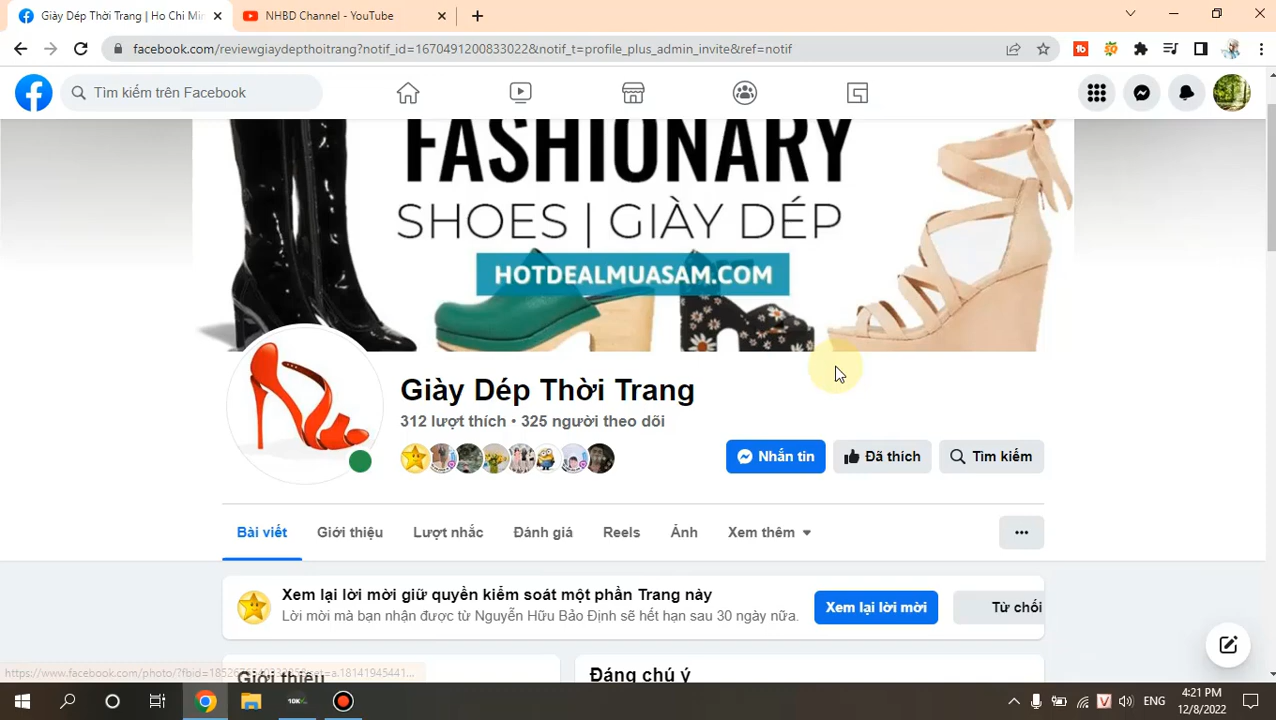 Giày Dép Thời Trang | Ho Chi Min
NHBD Channel - YouTube
facebook.com/reviewgiaydepthoitrang?notif_id=1670491200833022&notif_t=profile_plus_admin_invite&ref=notif
Tìm kiếm trên Facebook
FASHIONARY
SHOES | GIÀY DÉP
HOTDEALMUASAM.COM
Giày Dép Thời Trang
312 lượt thích • 325 người theo dõi
Nhắn tin
Đã thích
Tìm kiếm
Bài viết
Giới thiệu
Lượt nhắc
Đánh giá
Reels
Ảnh
Xem thêm
Xem lại lời mời giữ quyền kiểm soát một phần Trang này
Lời mời mà bạn nhận được từ Nguyễn Hữu Bảo Định sẽ hết hạn sau 30 ngày nữa.
Xem lại lời mời
Từ chối
Giới thiệu
Đáng chú ý
10K
ENG
4:21 PM
12/8/2022